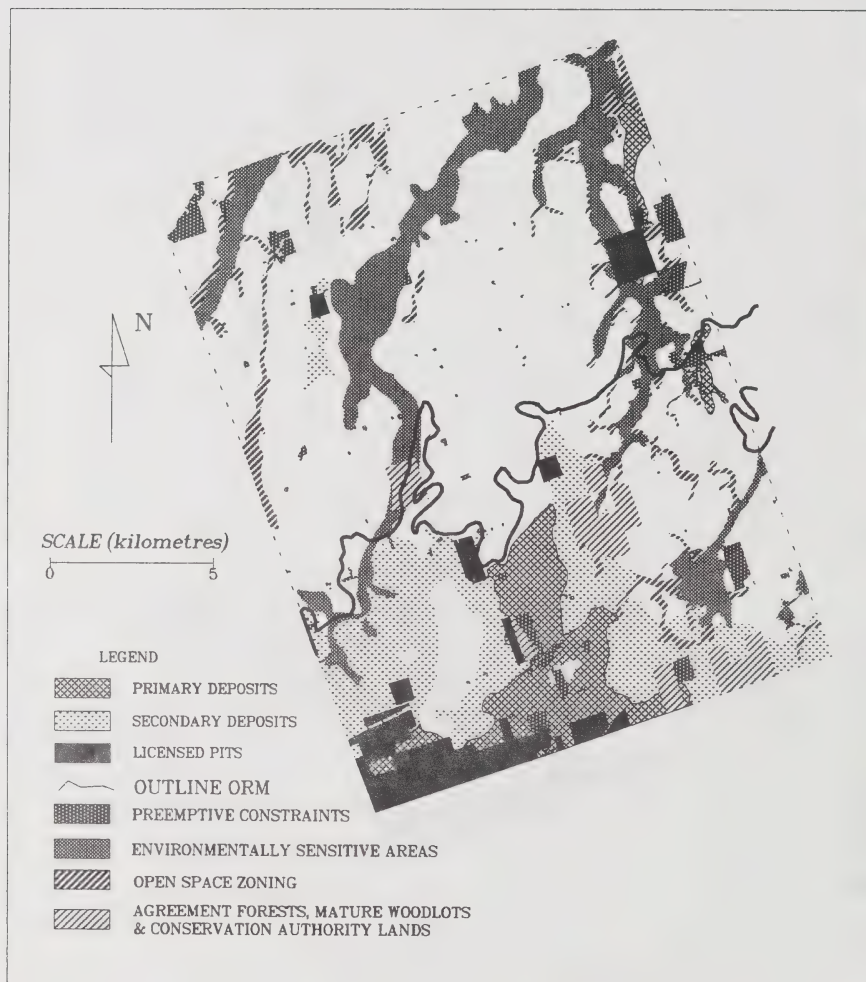 N
SCALE (kilometres)
0 5
LEGEND
PRIMARY DEPOSITS
SECONDARY DEPOSITS
LICENSED PITS
OUTLINE ORM
PREEMPTIVE CONSTRAINTS
ENVIRONMENTALLY SENSITIVE AREAS
OPEN SPACE ZONING
AGREEMENT FORESTS, MATURE WOODLOTS
& CONSERVATION AUTHORITY LANDS